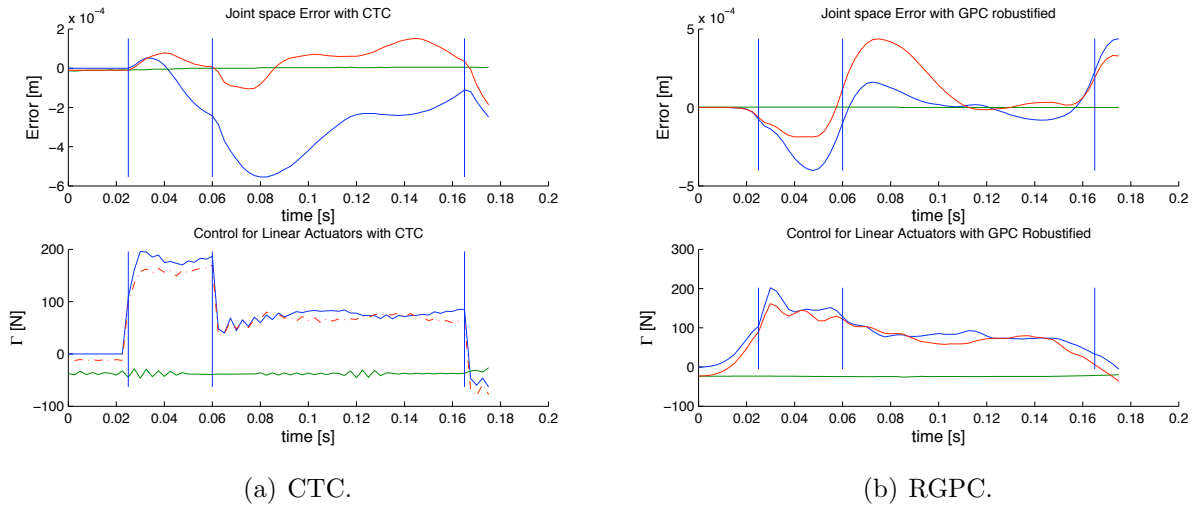 Joint space Error with CTC
x 10⁻⁴
Error [m]
2
0
−2
−4
−6
0 0.02 0.04 0.06 0.08 0.1 0.12 0.14 0.16 0.18 0.2
time [s]
Control for Linear Actuators with CTC
Γ [N]
200
100
0
−100
0 0.02 0.04 0.06 0.08 0.1 0.12 0.14 0.16 0.18 0.2
time [s]
(a) CTC.
Joint space Error with GPC robustified
x 10⁻⁴
Error [m]
5
0
−5
0 0.02 0.04 0.06 0.08 0.1 0.12 0.14 0.16 0.18 0.2
time [s]
Control for Linear Actuators with GPC Robustified
Γ [N]
300
200
100
0
−100
0 0.02 0.04 0.06 0.08 0.1 0.12 0.14 0.16 0.18 0.2
time [s]
(b) RGPC.